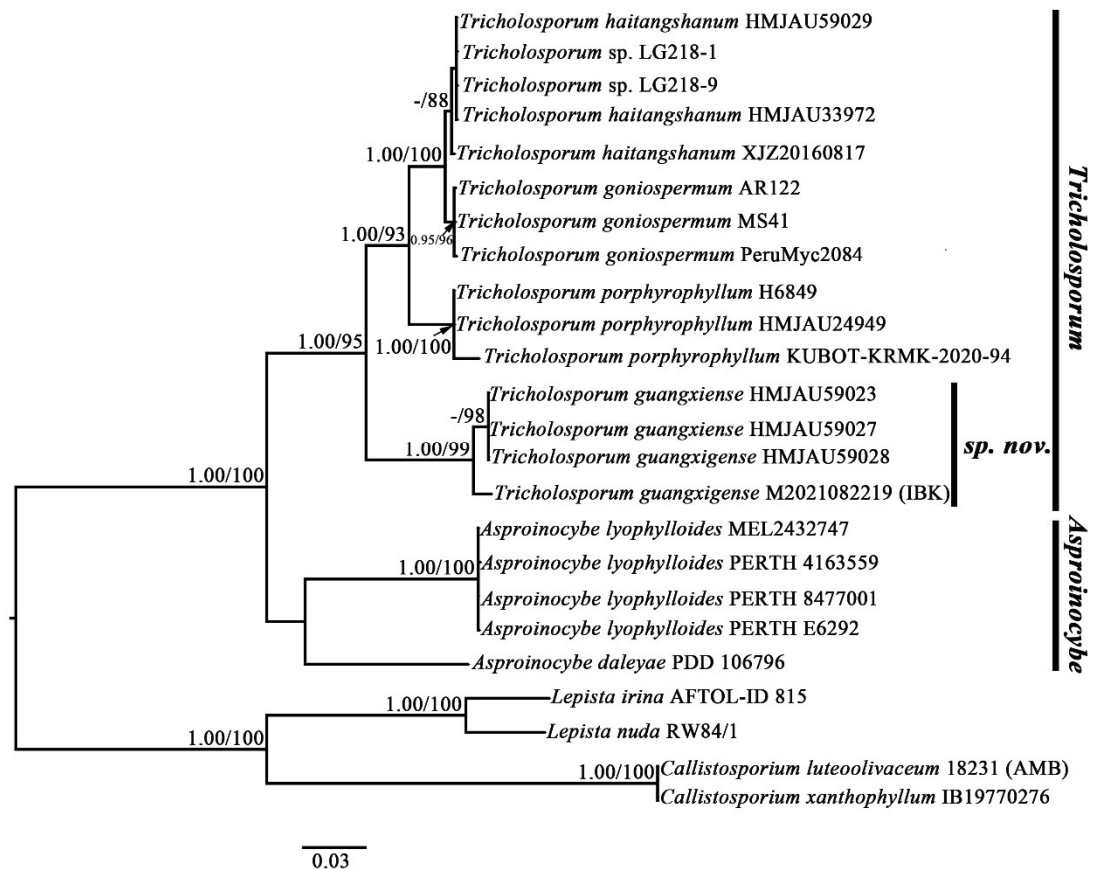 Tricholosporum haitangshanum HMJAU59029
Tricholosporum sp. LG218-1
Tricholosporum sp. LG218-9
-/88
Tricholosporum haitangshanum HMJAU33972
1.00/100
Tricholosporum haitangshanum XJZ20160817
Tricholosporum goniospermum AR122
Tricholosporum goniospermum MS41
1.00/93
0.95/96
Tricholosporum goniospermum PeruMyc2084
Tricholosporum porphyrophyllum H6849
Tricholosporum porphyrophyllum HMJAU24949
1.00/95
1.00/100
Tricholosporum porphyrophyllum KUBOT-KRMK-2020-94
Tricholosporum guangxiense HMJAU59023
-/98
Tricholosporum guangxiense HMJAU59027
1.00/99
Tricholosporum guangxigense HMJAU59028
Tricholosporum guangxigense M2021082219 (IBK)
sp. nov.
Tricholosporum
1.00/100
Asproinocybe lyophylloides MEL2432747
1.00/100
Asproinocybe lyophylloides PERTH 4163559
Asproinocybe lyophylloides PERTH 8477001
Asproinocybe lyophylloides PERTH E6292
Asproinocybe daleyae PDD 106796
Asproinocybe
1.00/100
Lepista irina AFTOL-ID 815
1.00/100
Lepista nuda RW84/1
1.00/100
Callistosporium luteoolivaceum 18231 (AMB)
Callistosporium xanthophyllum IB19770276
0.03